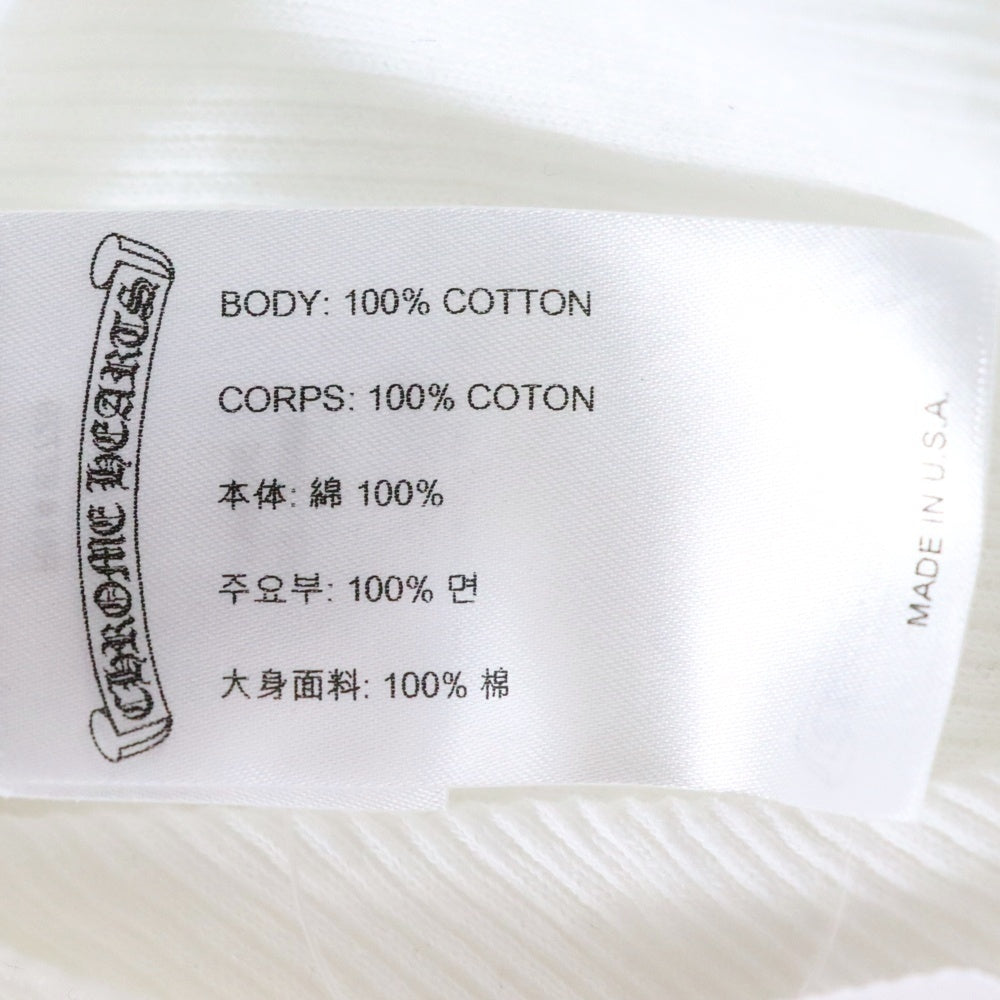 CHROME HEARTS
BODY: 100% COTTON
CORPS: 100% COTON
本体: 綿 100%
주요부: 100% 면
大身面料: 100% 棉
MADE IN U.S.A.